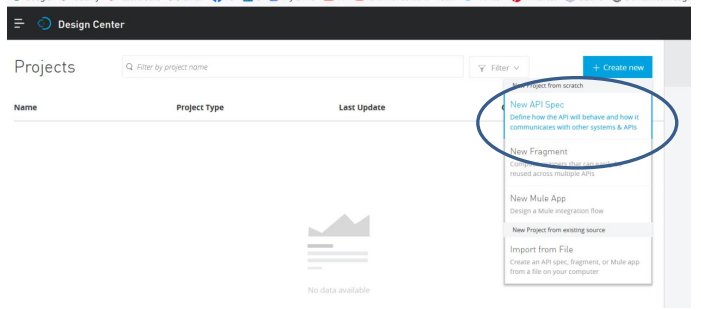 Design Center
Projects
Filter by project name
Filter
+ Create new
New Project from scratch
Name
Project Type
Last Update
New API Spec
Define how the API will behave and how it
communicates with other systems & APIs
New Fragment
that can
reused across multiple APIs
New Mule App
Design a Mule integration flow
New Project from existing source
Import from File
Create an API spec, fragment, or Mule app
from a file on your computer
No data available